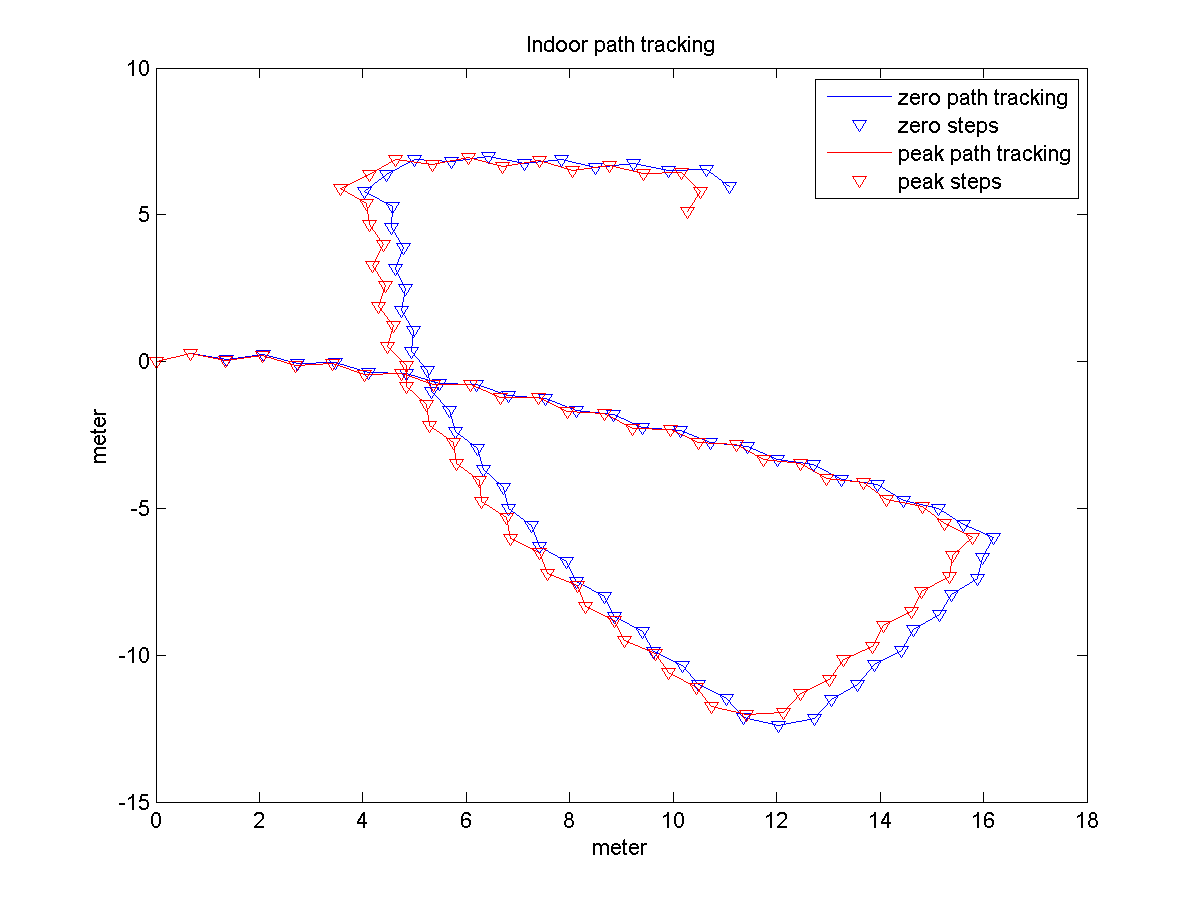 Indoor path tracking
10
5
0
-5
-10
-15
meter
0 2 4 6 8 10 12 14 16 18
meter
zero path tracking
zero steps
peak path tracking
peak steps